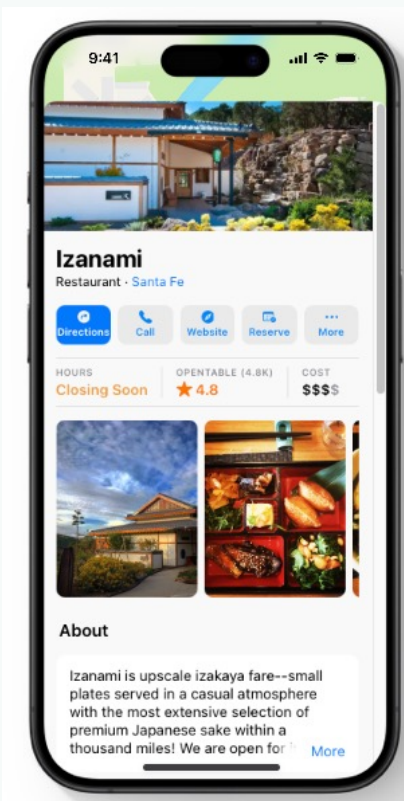 9:41
Izanami
Restaurant · Santa Fe
Directions Call Website Reserve More
HOURS OPENTABLE (4.8K) COST
Closing Soon ★ 4.8 $$$$
About
Izanami is upscale izakaya fare--small
plates served in a casual atmosphere
with the most extensive selection of
premium Japanese sake within a
thousand miles! We are open for More